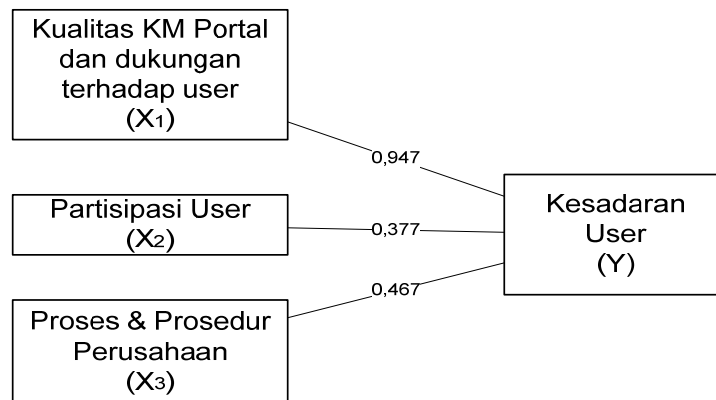 Kualitas KM Portal
dan dukungan
terhadap user
(X₁)
0,947
Partisipasi User
(X₂)
0,377
Proses & Prosedur
Perusahaan
(X₃)
0,467
Kesadaran
User
(Y)